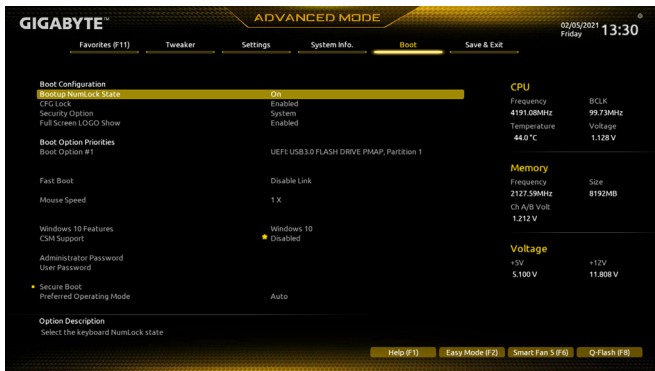 GIGABYTE™
ADVANCED MODE
02/05/2021
Friday
13:30
Favorites (F11) Tweaker Settings System Info. Boot Save & Exit
Boot Configuration
Bootup NumLock State On
CFG Lock Enabled
Security Option System
Full Screen LOGO Show Enabled
Boot Option Priorities
Boot Option #1 UEFI: USB3.0 FLASH DRIVE PMAP, Partition 1
Fast Boot Disable Link
Mouse Speed 1 X
Windows 10 Features Windows 10
CSM Support Disabled
Administrator Password
User Password
Secure Boot
Preferred Operating Mode Auto
Option Description
Select the keyboard NumLock state
CPU
Frequency BCLK
4191.08MHz 99.73MHz
Temperature Voltage
44.0 °C 1.128 V
Memory
Frequency Size
2127.59MHz 8192MB
Ch A/B Volt
1.212 V
Voltage
+5V +12V
5.100 V 11.808 V
Help (F1) Easy Mode (F2) Smart Fan 5 (F6) Q-Flash (F8)